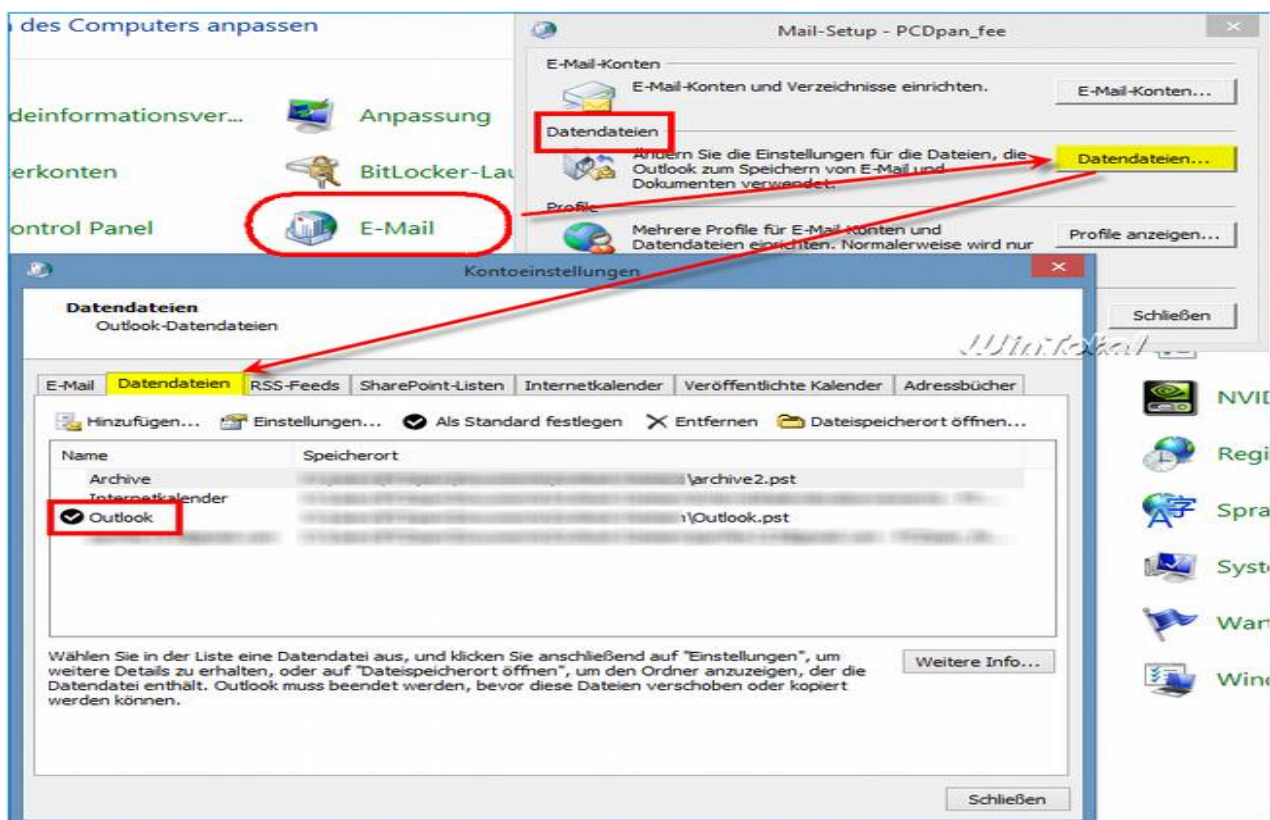 des Computers anpassen
deinformationsver...
Anpassung
erkonten
BitLocker-Lau
ontrol Panel
E-Mail
Mail-Setup - PCDpan_fee
E-Mail-Konten
E-Mail-Konten und Verzeichnisse einrichten.
E-Mail-Konten...
Datendateien
Ändern Sie die Einstellungen für die Dateien, die
Outlook zum Speichern von E-Mail und
Dokumenten verwendet.
Datendateien...
Profile
Mehrere Profile für E-Mail-Konten und
Datendateien einrichten. Normalerweise wird nur
Profile anzeigen...
Schließen
WinTotal
Kontoeinstellungen
Datendateien
Outlook-Datendateien
E-Mail Datendateien RSS-Feeds SharePoint-Listen Internetkalender Veröffentlichte Kalender Adressbücher
Hinzufügen... Einstellungen... Als Standard festlegen Entfernen Dateispeicherort öffnen...
Name Speicherort
Archive \archive2.pst
Internetkalender
Outlook \Outlook.pst
Wählen Sie in der Liste eine Datendatei aus, und klicken Sie anschließend auf "Einstellungen", um
weitere Details zu erhalten, oder auf "Dateispeicherort öffnen", um den Ordner anzuzeigen, der die
Datendatei enthält. Outlook muss beendet werden, bevor diese Dateien verschoben oder kopiert
werden können.
Weitere Info...
Schließen
NVID
Regi
Spra
Syst
War
Wind